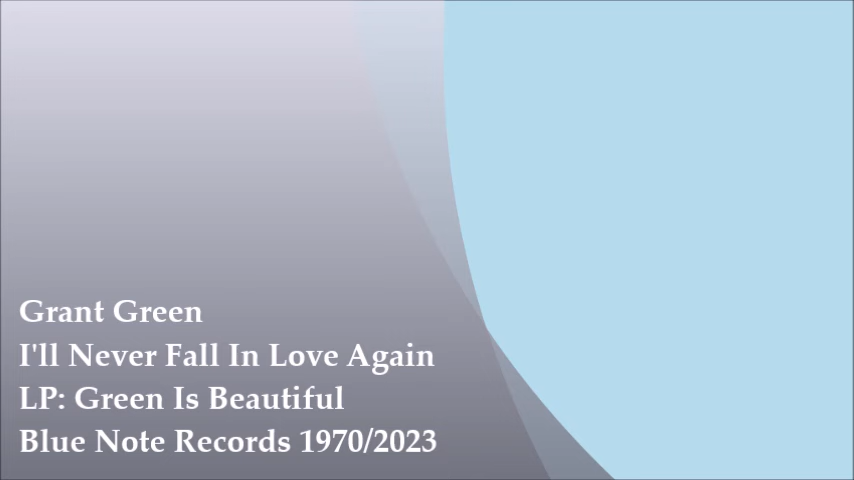 Grant Green
I'll Never Fall In Love Again
LP: Green Is Beautiful
Blue Note Records 1970/2023